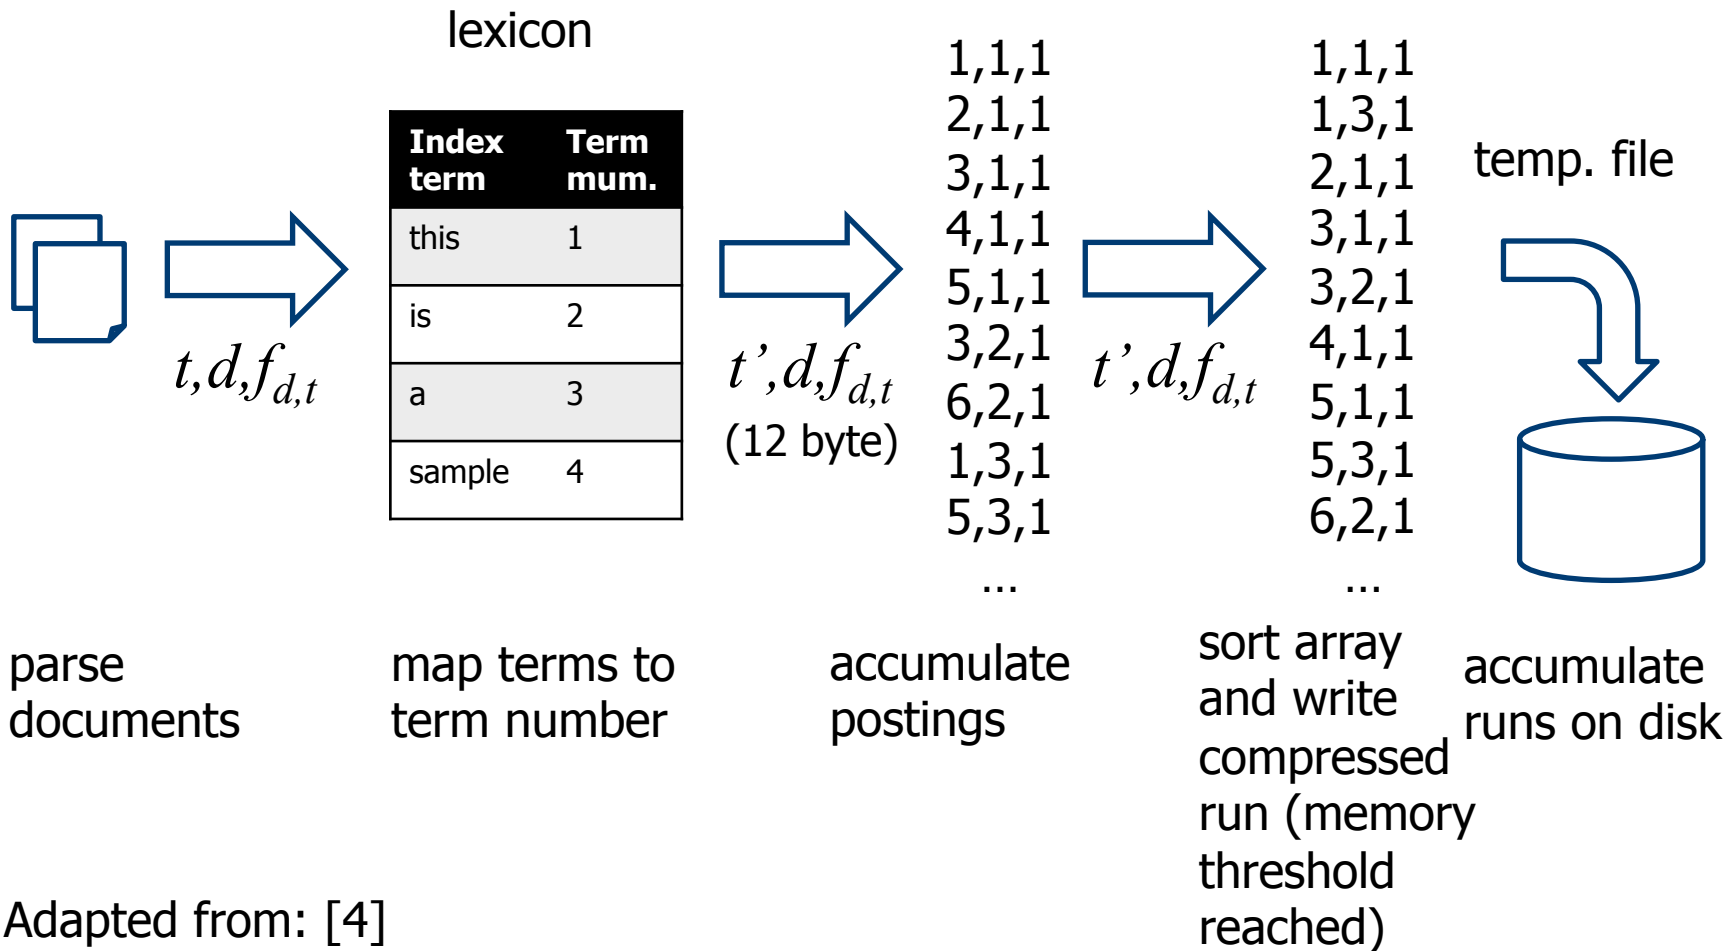 lexicon
Index term
Term mum.
this 1
is 2
a 3
sample 4
t,d,f_{d,t}
t’,d,f_{d,t}
(12 byte)
1,1,1
2,1,1
3,1,1
4,1,1
5,1,1
3,2,1
6,2,1
1,3,1
5,3,1
...
t’,d,f_{d,t}
1,1,1
1,3,1
2,1,1
3,1,1
3,2,1
4,1,1
5,1,1
5,3,1
6,2,1
...
temp. file
parse
documents
map terms to
term number
accumulate
postings
sort array
and write
compressed
run (memory
threshold
reached)
accumulate
runs on disk
Adapted from: [4]